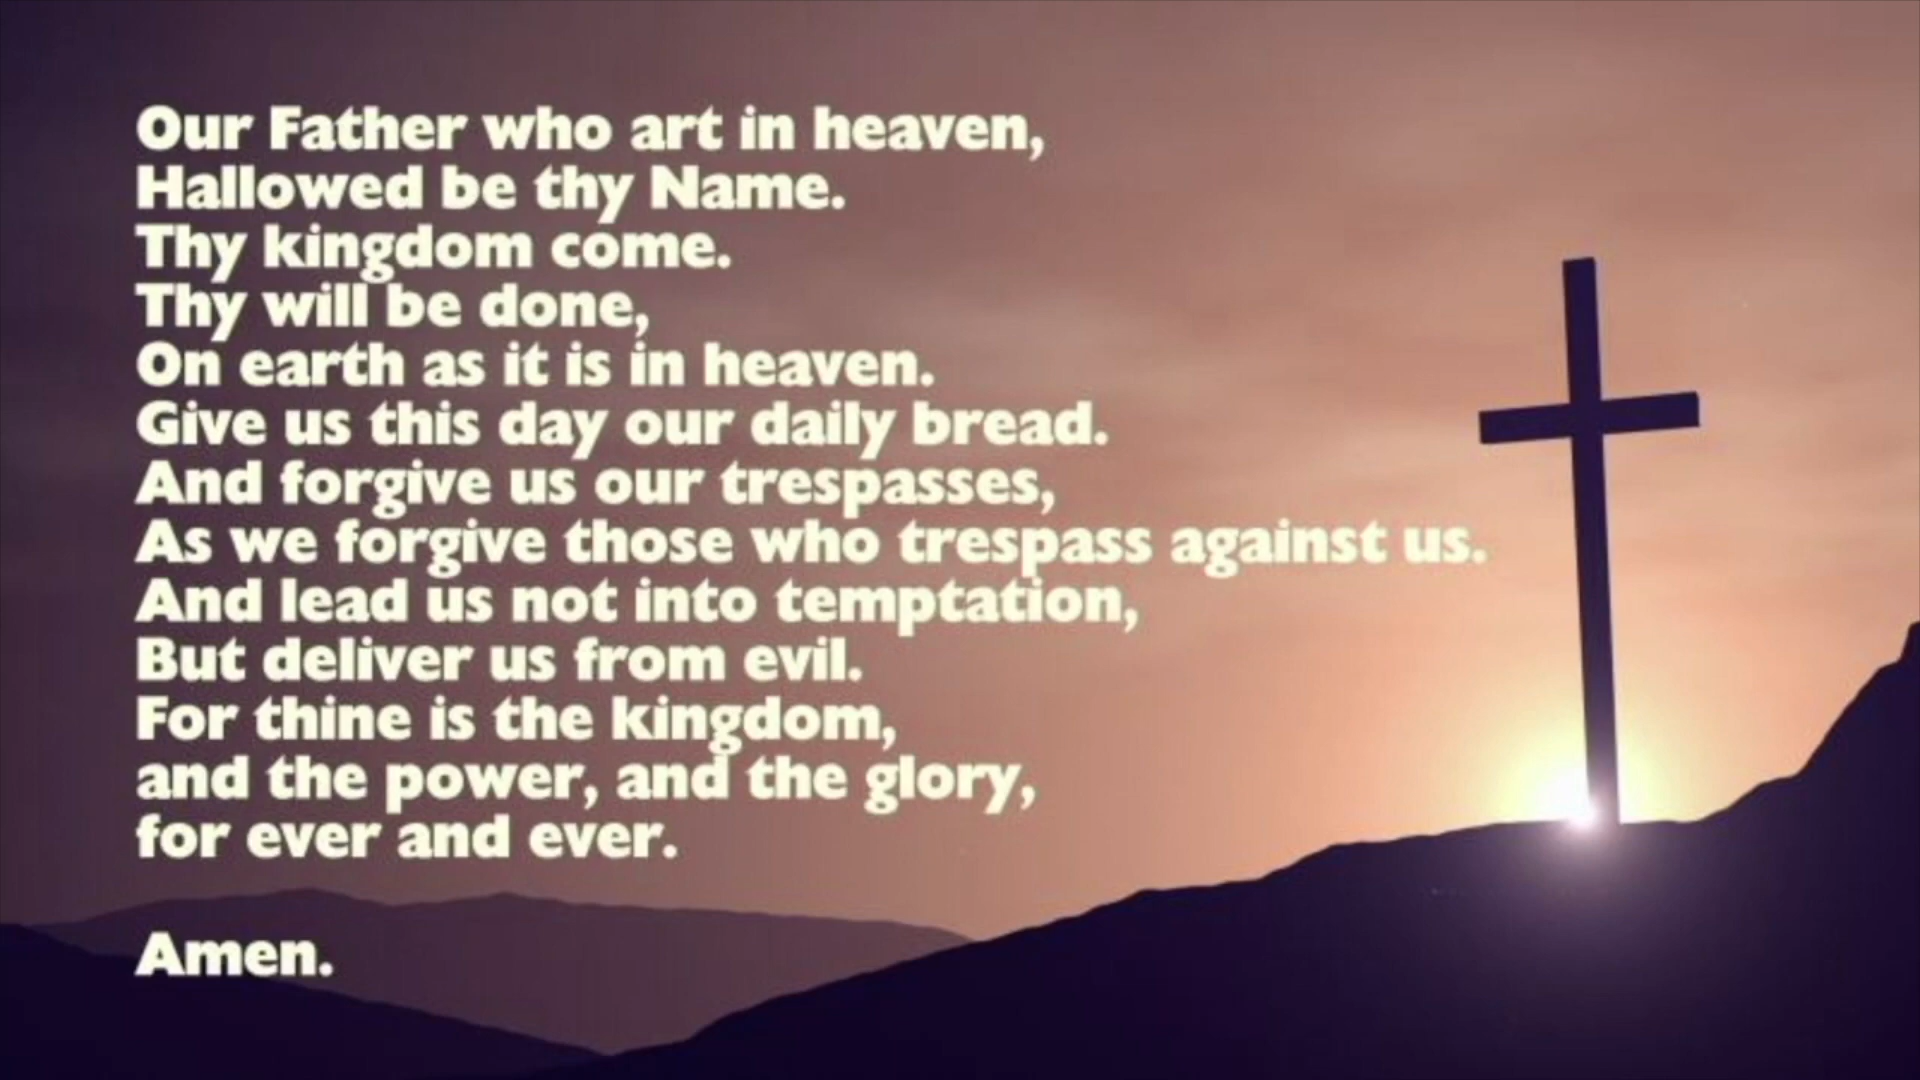 Our Father who art in heaven,
Hallowed be thy Name.
Thy kingdom come.
Thy will be done,
On earth as it is in heaven.
Give us this day our daily bread.
And forgive us our trespasses,
As we forgive those who trespass against us.
And lead us not into temptation,
But deliver us from evil.
For thine is the kingdom,
and the power, and the glory,
for ever and ever.
Amen.